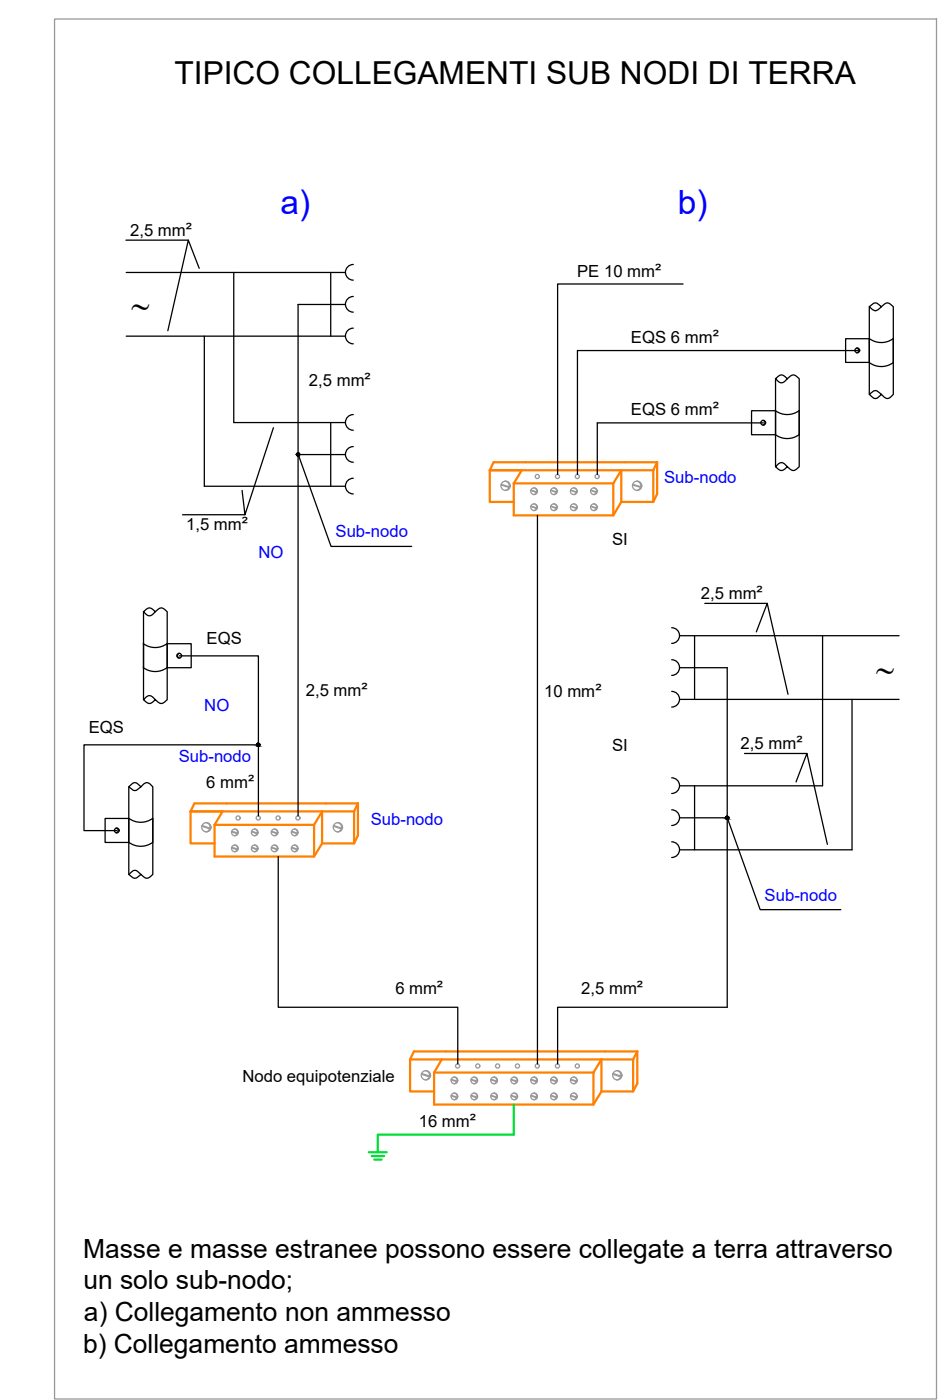 TIPICO COLLEGAMENTI SUB NODI DI TERRA
a)
b)
2,5 mm²
~
2,5 mm²
1,5 mm²
Sub-nodo
NO
PE 10 mm²
EQS 6 mm²
EQS 6 mm²
Sub-nodo
SI
EQS
NO
EQS
Sub-nodo
6 mm²
2,5 mm²
Sub-nodo
10 mm²
2,5 mm²
~
SI
2,5 mm²
Sub-nodo
6 mm²
2,5 mm²
Nodo equipotenziale
16 mm²
Masse e masse estranee possono essere collegate a terra attraverso
un solo sub-nodo;
a) Collegamento non ammesso
b) Collegamento ammesso